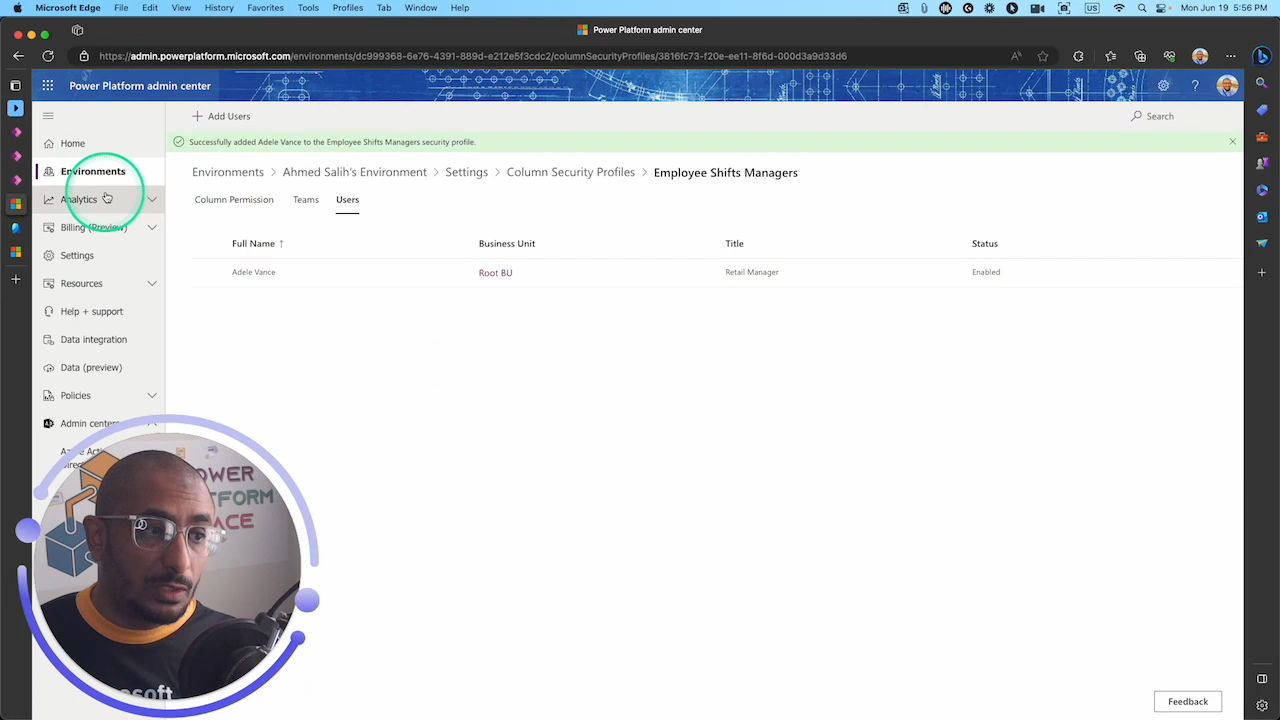 Microsoft Edge File Edit View History Favorites Tools Profiles Tab Window Help US Mon Jun 19 5:56 PM
Power Platform admin center
https://admin.powerplatform.microsoft.com/environments/dc999368-6e76-4391-889d-e212e5f3cdc2/columnSecurityProfiles/3816fc73-af0e-ee11-8f6d-000d3a9d33d6
Power Platform admin center
Add Users
Search
Successfully added Adele Vance to the Employee Shifts Managers security profile.
Home
Environments
Analytics
Billing (Preview)
Settings
Resources
Help + support
Data integration
Data (preview)
Policies
Admin centers
Environments > Ahmed Salih's Environment > Settings > Column Security Profiles > Employee Shifts Managers
Column Permission Teams Users
Full Name ↑ Business Unit Title Status
Adele Vance Root BU Retail Manager Enabled
Feedback